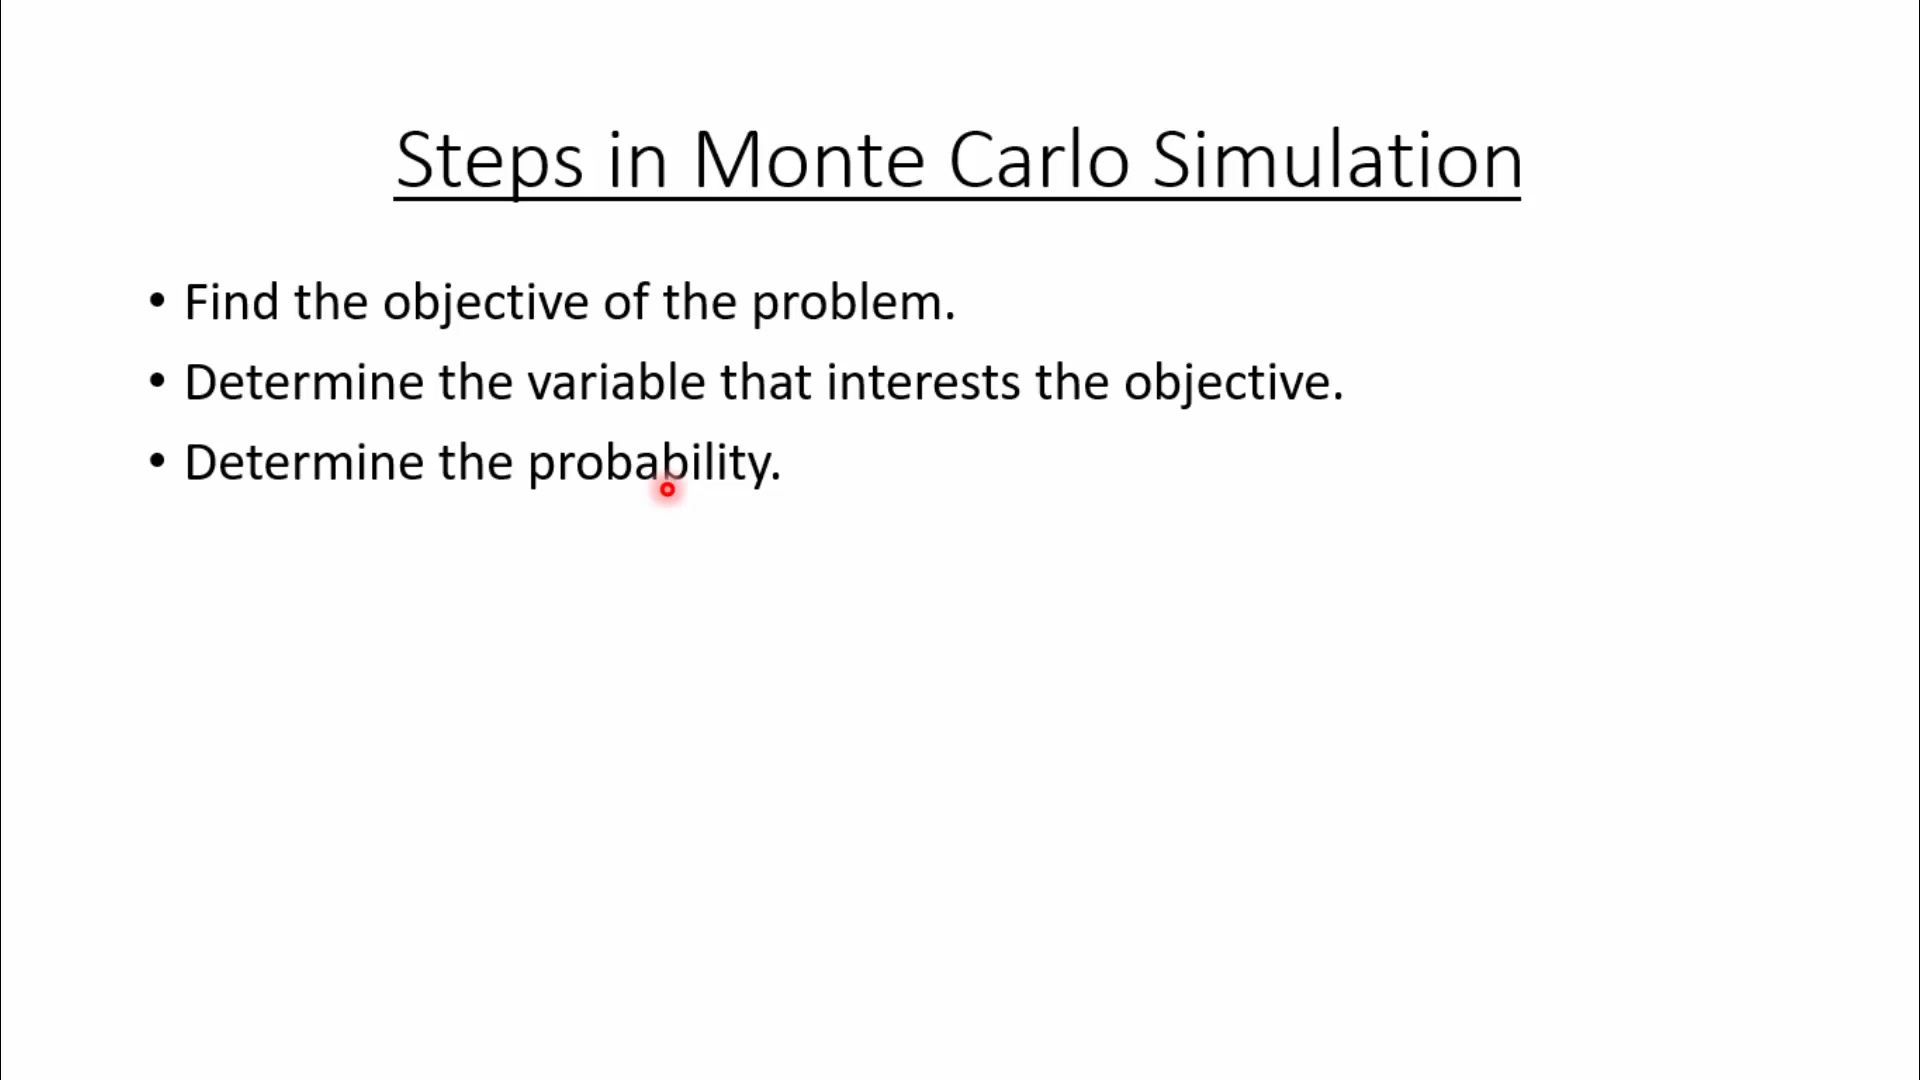 Steps in Monte Carlo Simulation
• Find the objective of the problem.
• Determine the variable that interests the objective.
• Determine the probability.